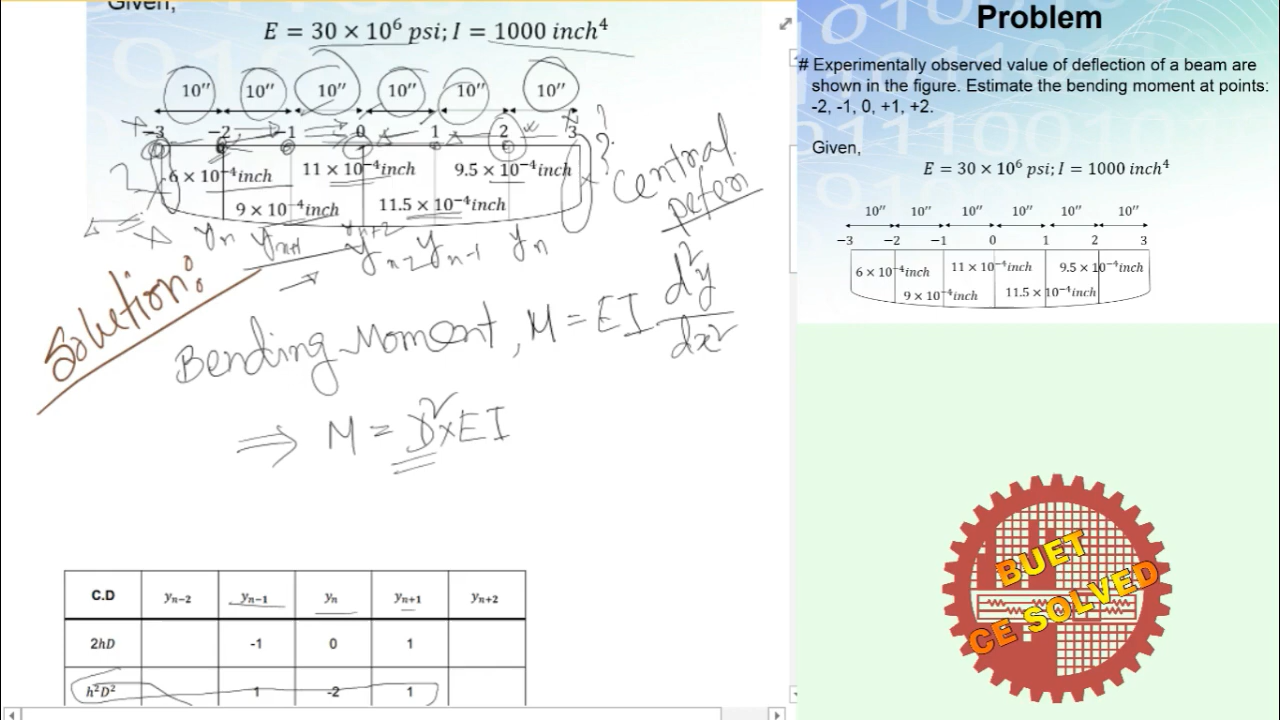 Given,
E = 30 × 10⁶ psi; I = 1000 inch⁴
10″ 10″ 10″ 10″ 10″ 10″
−3 −2 −1 0 1 2 3
6 × 10⁻⁴inch 11 × 10⁻⁴inch 9.5 × 10⁻⁴inch
9 × 10⁻⁴inch 11.5 × 10⁻⁴inch
? ?
Central
yₙ yₙ₊₁ yₙ₊₂ yₙ₋₂ yₙ₋₁ yₙ
Solution:
Bending Moment, M = EI d²y/dx²
⇒ M = D² × EI
C.D yₙ₋₂ yₙ₋₁ yₙ yₙ₊₁ yₙ₊₂
2hD -1 0 1
h²D² 1 -2 1
Problem
# Experimentally observed value of deflection of a beam are
shown in the figure. Estimate the bending moment at points:
-2, -1, 0, +1, +2.
Given,
E = 30 × 10⁶ psi; I = 1000 inch⁴
10″ 10″ 10″ 10″ 10″ 10″
−3 −2 −1 0 1 2 3
6 × 10⁻⁴inch 11 × 10⁻⁴inch 9.5 × 10⁻⁴inch
9 × 10⁻⁴inch 11.5 × 10⁻⁴inch
BUET
CE SOLVED